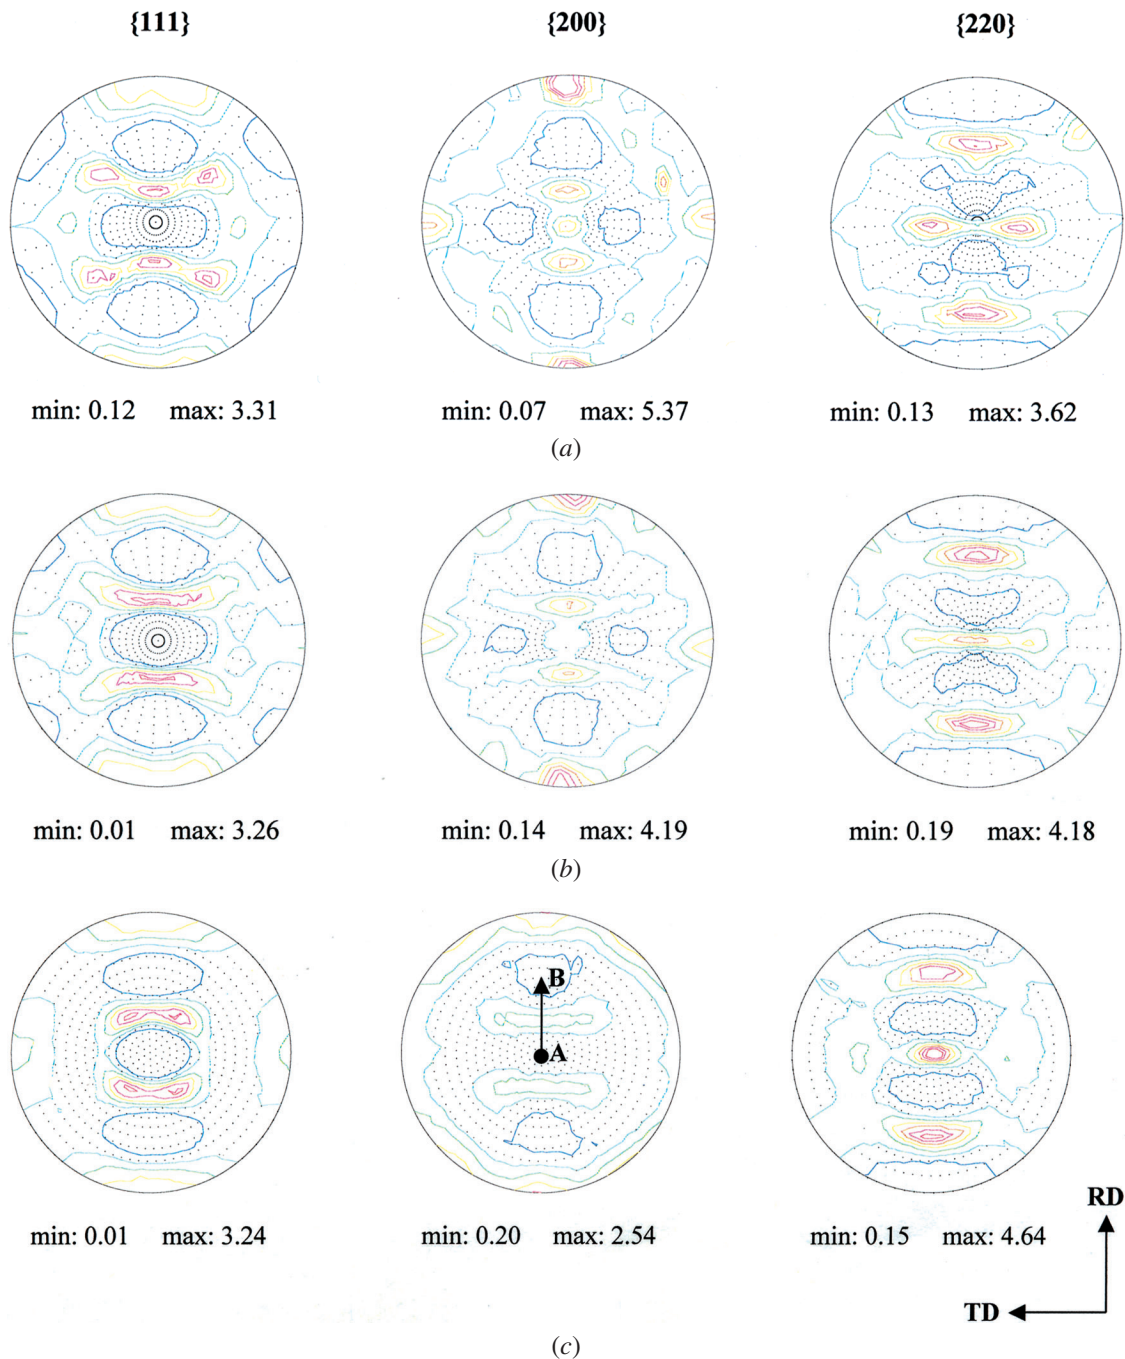 {111} {200} {220}
min: 0.12 max: 3.31 min: 0.07 max: 5.37 min: 0.13 max: 3.62
(a)
min: 0.01 max: 3.26 min: 0.14 max: 4.19 min: 0.19 max: 4.18
(b)
B
A
RD
min: 0.01 max: 3.24 min: 0.20 max: 2.54 min: 0.15 max: 4.64
TD
(c)